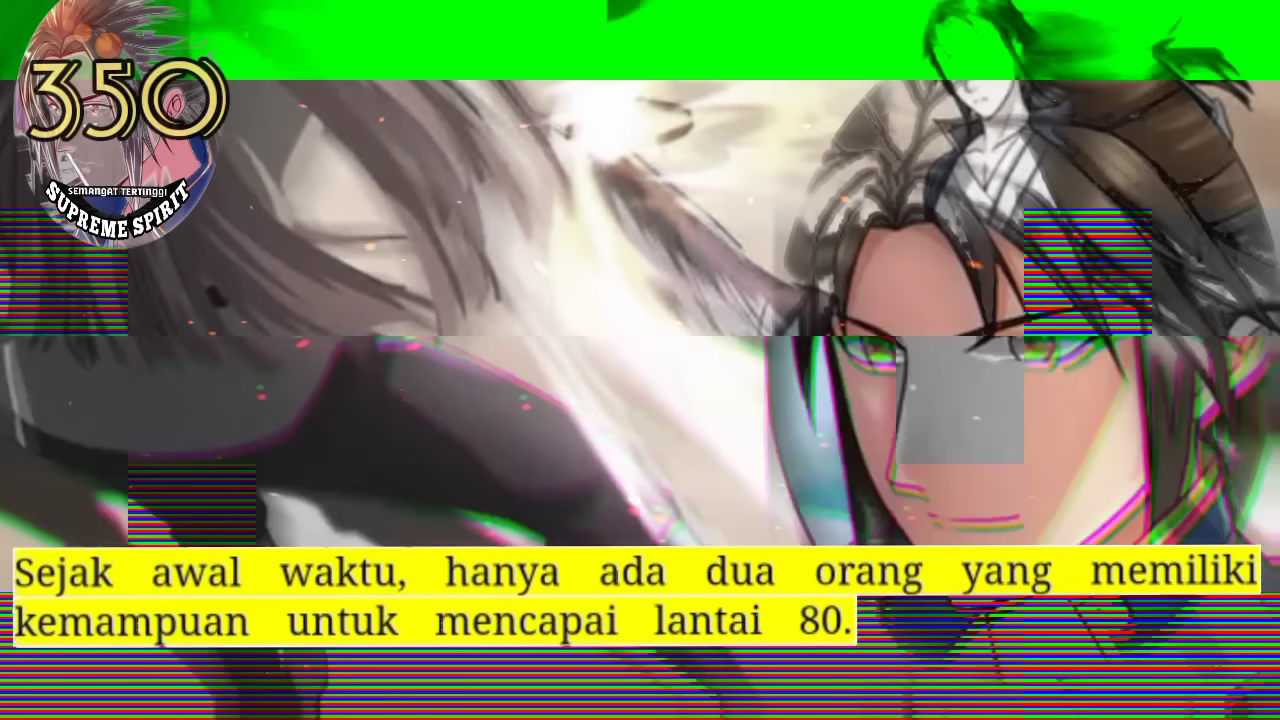 350
SEMANGAT TERTINGGI
SUPREME SPIRIT
Sejak awal waktu, hanya ada dua orang yang memiliki
kemampuan untuk mencapai lantai 80.